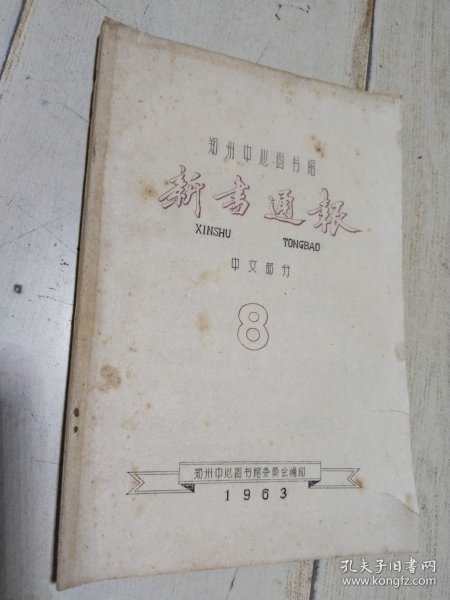 郑州中心图书馆
新書通報
XINSHU TONGBAO
中文部分
8
郑州中心图书馆委员会编印
1963
孔夫子旧书网
www.kongfz.com